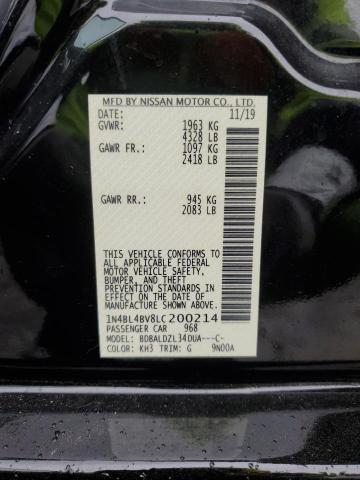 MFD BY NISSAN MOTOR CO., LTD.
DATE: 11/19
GVWR: 1963 KG
4328 LB
GAWR FR.: 1097 KG
2418 LB
GAWR RR.: 945 KG
2083 LB
THIS VEHICLE CONFORMS TO
ALL APPLICABLE FEDERAL
MOTOR VEHICLE SAFETY,
BUMPER, AND THEFT
PREVENTION STANDARDS
IN EFFECT ON THE DATE OF
MANUFACTURE SHOWN ABOVE.
1N4BL4BV8LC200214
PASSENGER CAR 968
MODEL: BDBALDZL34DUA---C-
COLOR: KH3 TRIM: G 9N00A